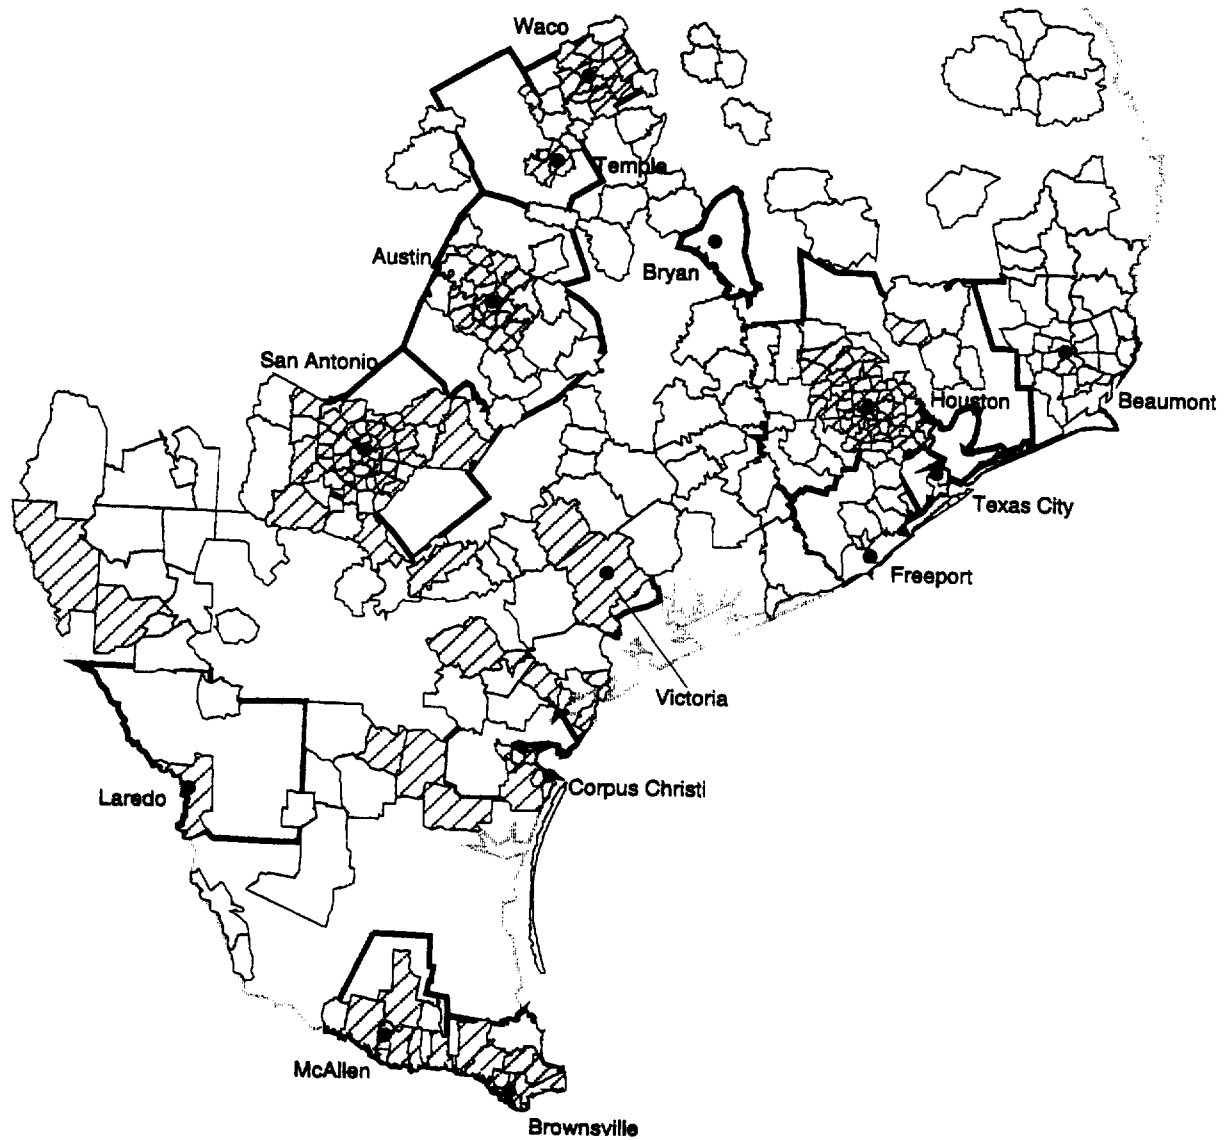 Waco
Temple
Austin
Bryan
San Antonio
Houston
Beaumont
Texas City
Freeport
Victoria
Laredo
Corpus Christi
McAllen
Brownsville